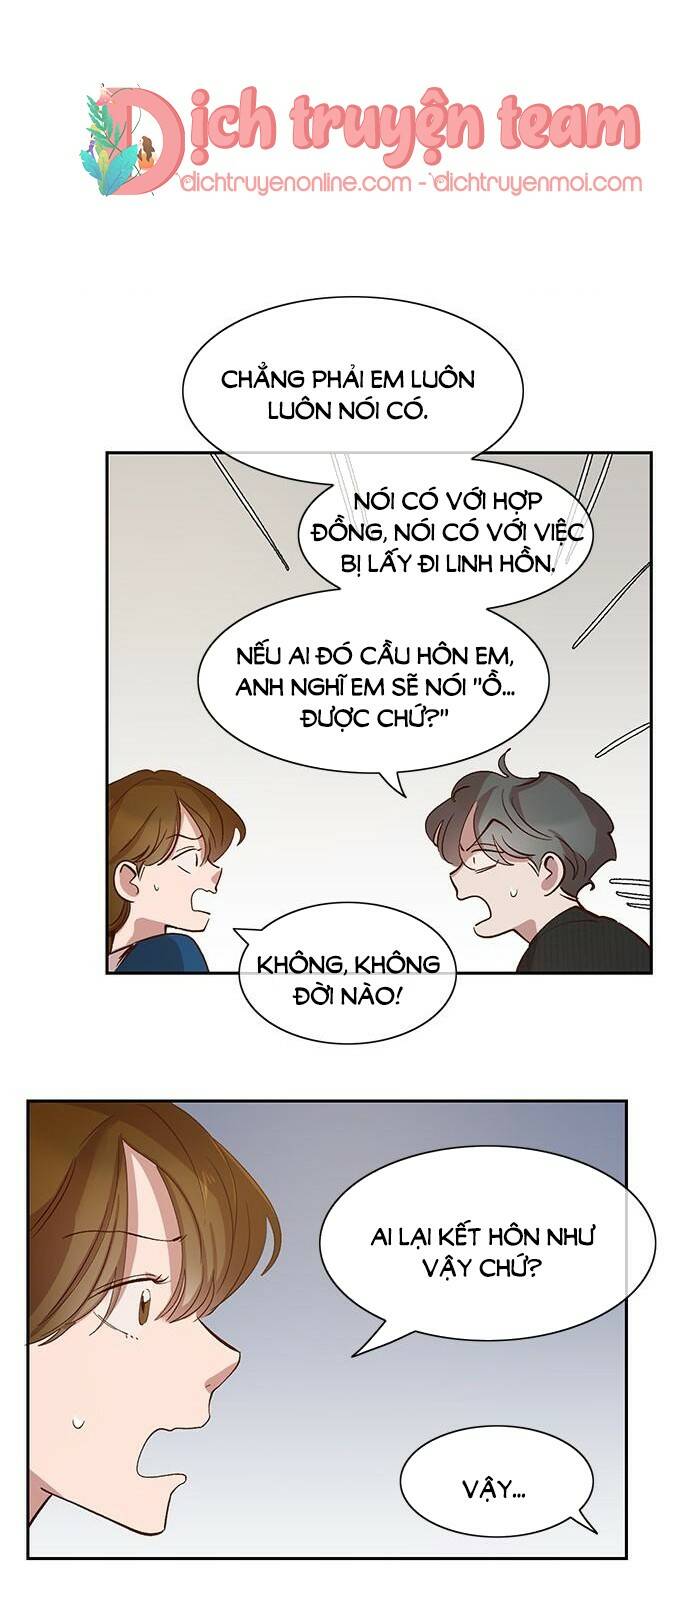 Dịch truyện team
dichtruyenonline.com - dichtruyenmoi.com
CHẲNG PHẢI EM LUÔN
LUÔN NÓI CÓ.
NÓI CÓ VỚI HỢP
ĐỒNG, NÓI CÓ VỚI VIỆC
BỊ LẤY ĐI LINH HỒN.
NẾU AI ĐÓ CẦU HÔN EM,
ANH NGHĨ EM SẼ NÓI "Ồ...
ĐƯỢC CHỨ?"
KHÔNG, KHÔNG
ĐỜI NÀO!
AI LẠI KẾT HÔN NHƯ
VẬY CHỨ?
VẬY...